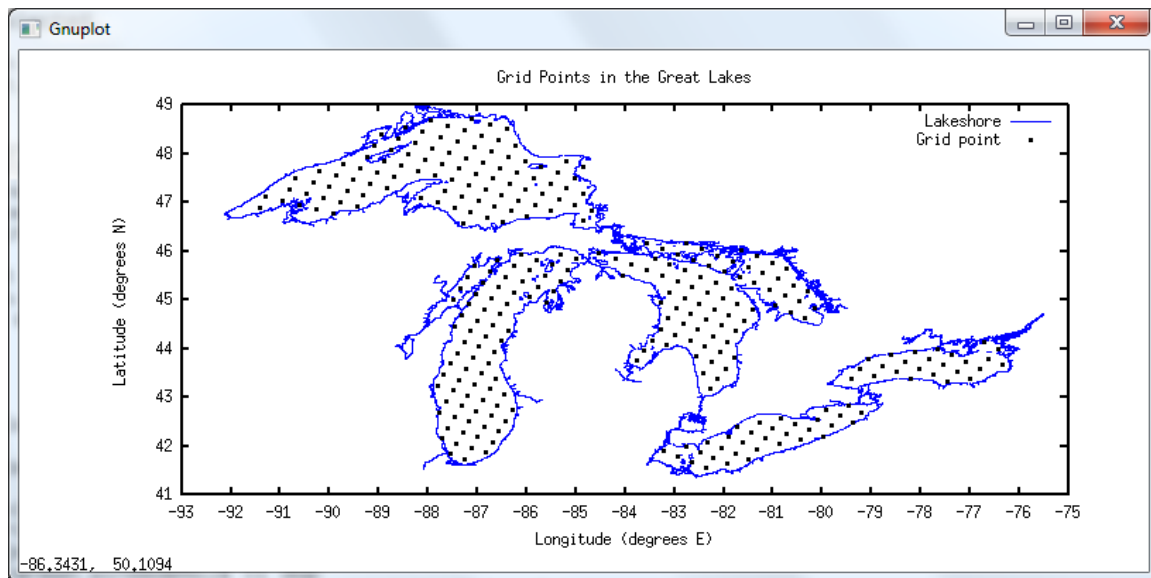 Gnuplot
Grid Points in the Great Lakes
Lakeshore
Grid point
49
48
47
46
45
44
43
42
41
Latitude (degrees N)
-93 -92 -91 -90 -89 -88 -87 -86 -85 -84 -83 -82 -81 -80 -79 -78 -77 -76 -75
Longitude (degrees E)
-86.3431, 50.1094